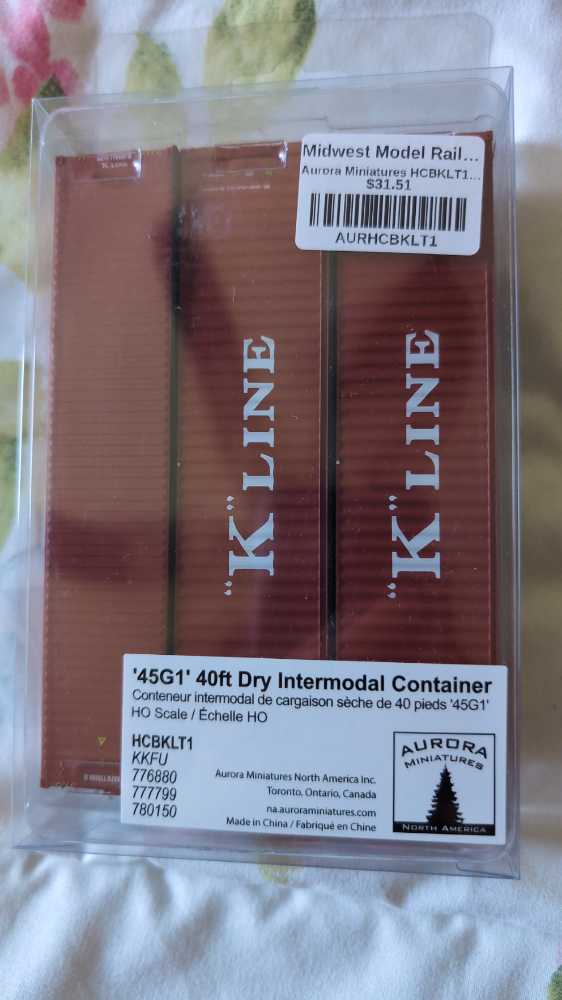 Midwest Model Rail...
Aurora Miniatures HCBKLT1...
$31.51
AURHCBKLT1
K LINE
"K" LINE
"K" LINE
'45G1' 40ft Dry Intermodal Container
Conteneur intermodal de cargaison sèche de 40 pieds '45G1'
HO Scale / Échelle HO
HCBKLT1
KKFU
776880
777799
780150
Aurora Miniatures North America Inc.
Toronto, Ontario, Canada
na.auroraminiatures.com
Made in China / Fabriqué en Chine
AURORA
MINIATURES
NORTH AMERICA